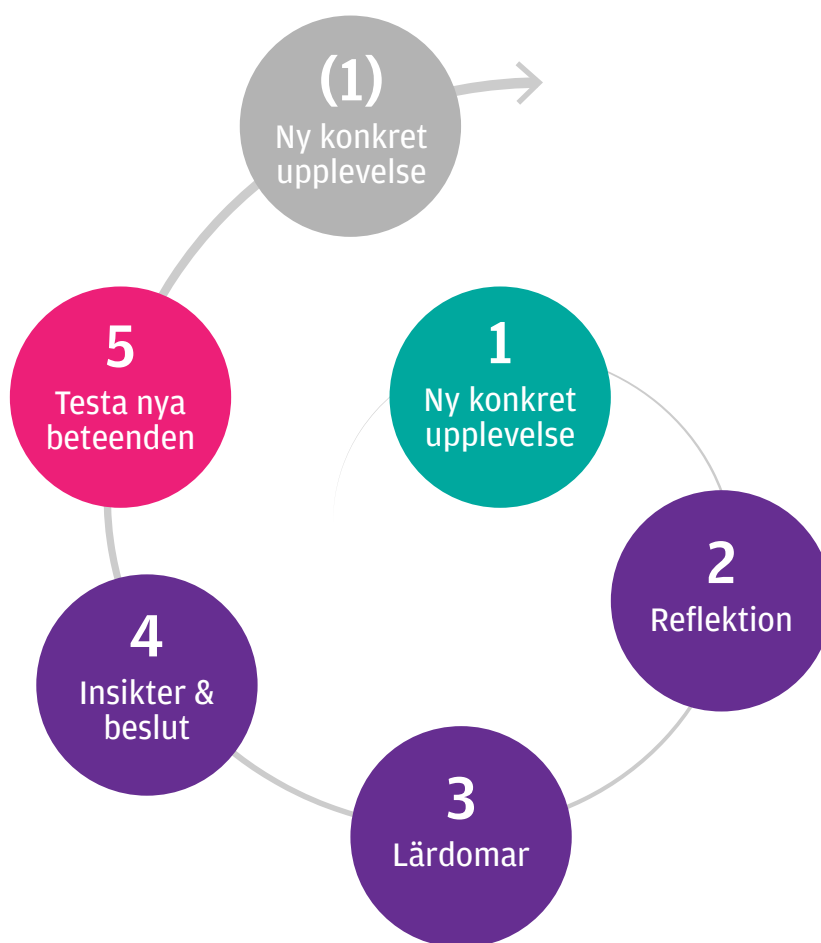 (1)
Ny konkret
upplevelse
1
Ny konkret
upplevelse
2
Reflektion
3
Lärdomar
4
Insikter &
beslut
5
Testa nya
beteenden